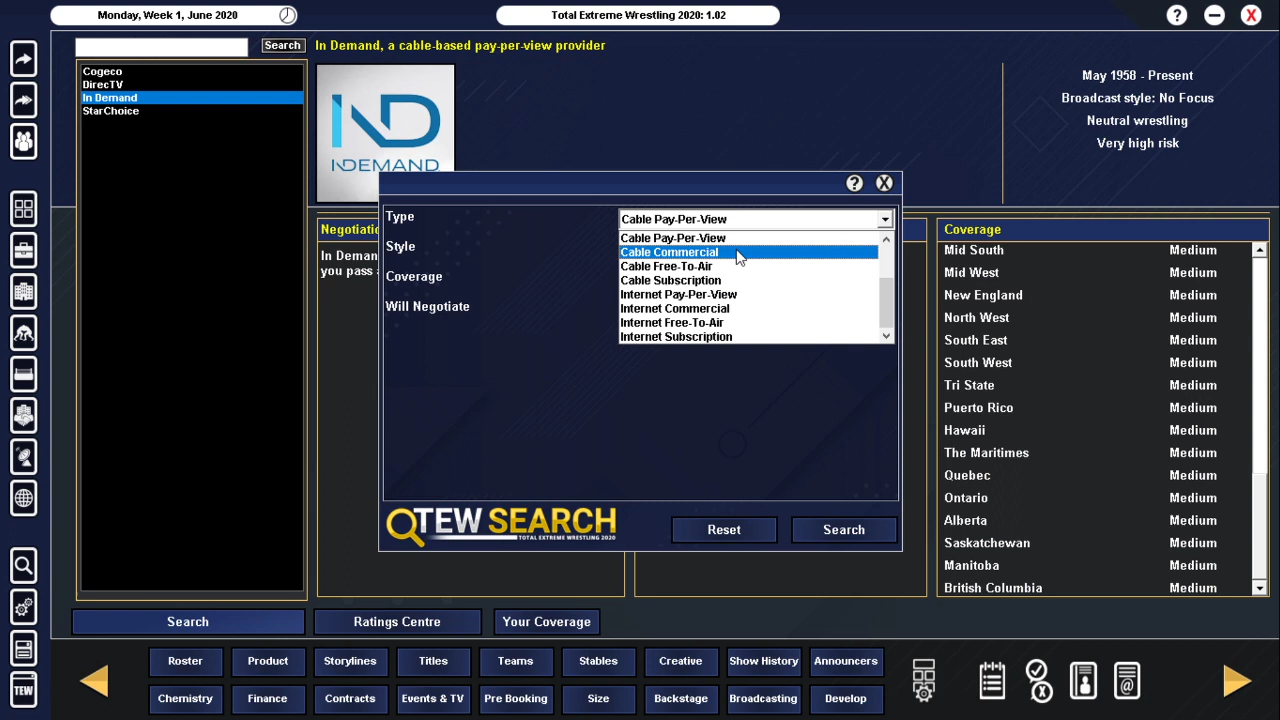 Monday, Week 1, June 2020
Total Extreme Wrestling 2020: 1.02
?
X
Search
In Demand, a cable-based pay-per-view provider
Cogeco
DirecTV
In Demand
StarChoice
ND
INDEMAND
May 1958 - Present
Broadcast style: No Focus
Neutral wrestling
Very high risk
? X
Type
Cable Pay-Per-View
Style
Coverage
Will Negotiate
Cable Pay-Per-View
Cable Commercial
Cable Free-To-Air
Cable Subscription
Internet Pay-Per-View
Internet Commercial
Internet Free-To-Air
Internet Subscription
TEW SEARCH
TOTAL EXTREME WRESTLING 2020
Reset
Search
Negotiatio
In Deman
you pass
Coverage
Mid South Medium
Mid West Medium
New England Medium
North West Medium
South East Medium
South West Medium
Tri State Medium
Puerto Rico Medium
Hawaii Medium
The Maritimes Medium
Quebec Medium
Ontario Medium
Alberta Medium
Saskatchewan Medium
Manitoba Medium
British Columbia Medium
Search
Ratings Centre
Your Coverage
Roster
Product
Storylines
Titles
Teams
Stables
Creative
Show History
Announcers
Chemistry
Finance
Contracts
Events & TV
Pre Booking
Size
Backstage
Broadcasting
Develop
TEW